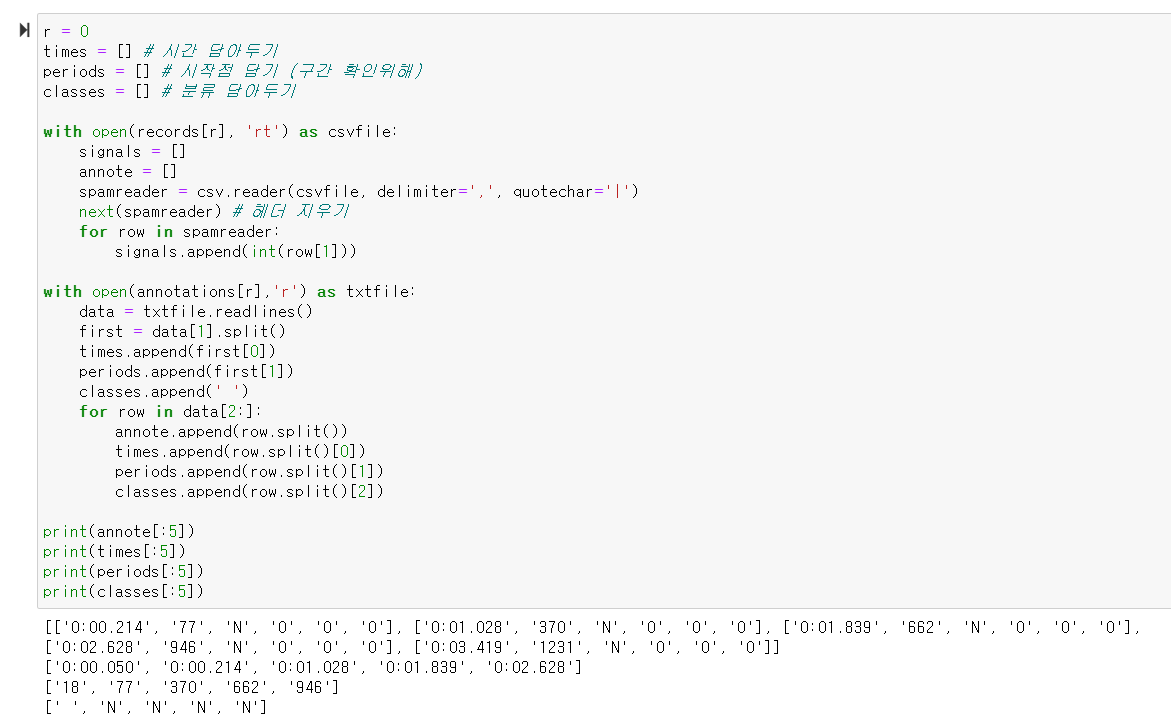 r = 0
times = [] # 시간 담아두기
periods = [] # 시작점 담기 (구간 확인위해)
classes = [] # 분류 담아두기
with open(records[r], 'rt') as csvfile:
    signals = []
    annote = []
    spamreader = csv.reader(csvfile, delimiter=',', quotechar='|')
    next(spamreader) # 헤더 지우기
    for row in spamreader:
        signals.append(int(row[1]))
with open(annotations[r],'r') as txtfile:
    data = txtfile.readlines()
    first = data[1].split()
    times.append(first[0])
    periods.append(first[1])
    classes.append(' ')
    for row in data[2:]:
        annote.append(row.split())
        times.append(row.split()[0])
        periods.append(row.split()[1])
        classes.append(row.split()[2])
print(annote[:5])
print(times[:5])
print(periods[:5])
print(classes[:5])
[['0:00.214', '77', 'N', '0', '0', '0'], ['0:01.028', '370', 'N', '0', '0', '0'], ['0:01.839', '662', 'N', '0', '0', '0'],
['0:02.628', '946', 'N', '0', '0', '0'], ['0:03.419', '1231', 'N', '0', '0', '0']]
['0:00.050', '0:00.214', '0:01.028', '0:01.839', '0:02.628']
['18', '77', '370', '662', '946']
[' ', 'N', 'N', 'N', 'N']